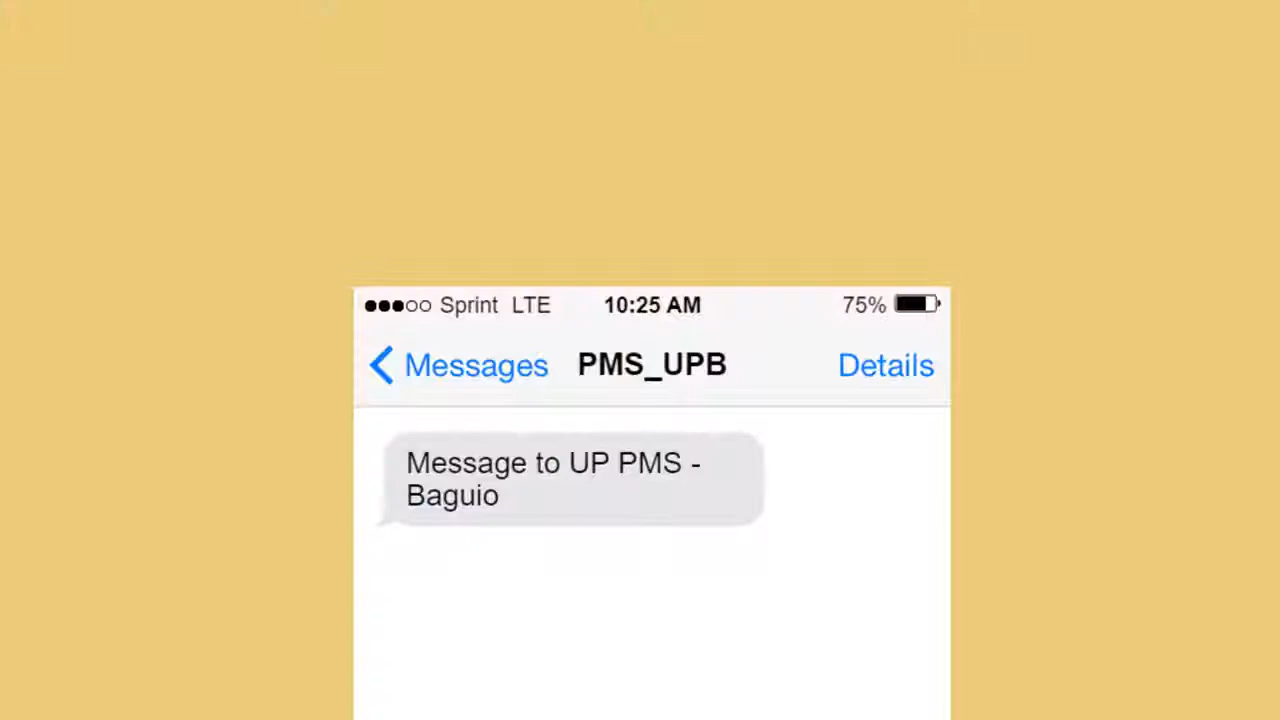 Sprint LTE 10:25 AM 75%
Messages PMS_UPB Details
Message to UP PMS -
Baguio